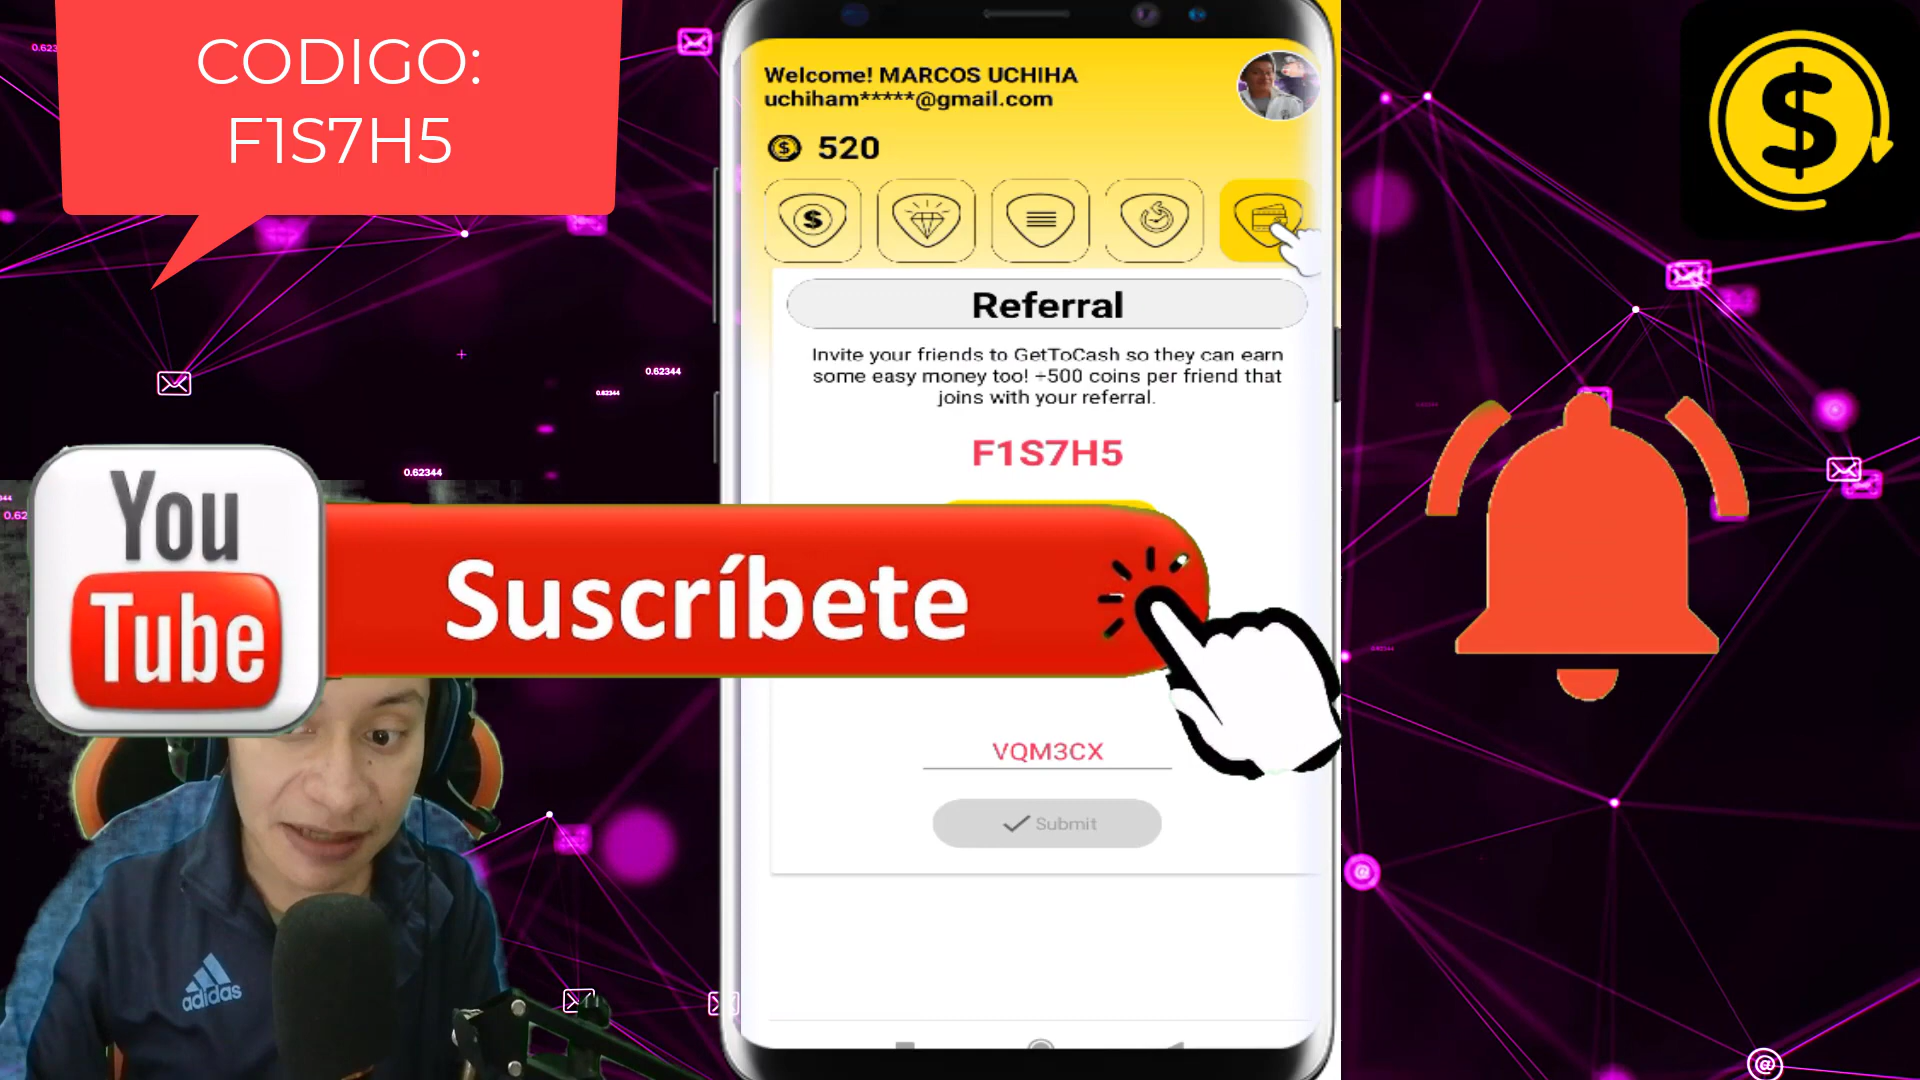 CODIGO:
F1S7H5
Welcome! MARCOS UCHIHA
uchiham*****@gmail.com
520
Referral
Invite your friends to GetToCash so they can earn
some easy money too! +500 coins per friend that
joins with your referral.
F1S7H5
You
Tube
Suscríbete
VQM3CX
Submit
adidas
0.62344
0.62344
0.62344